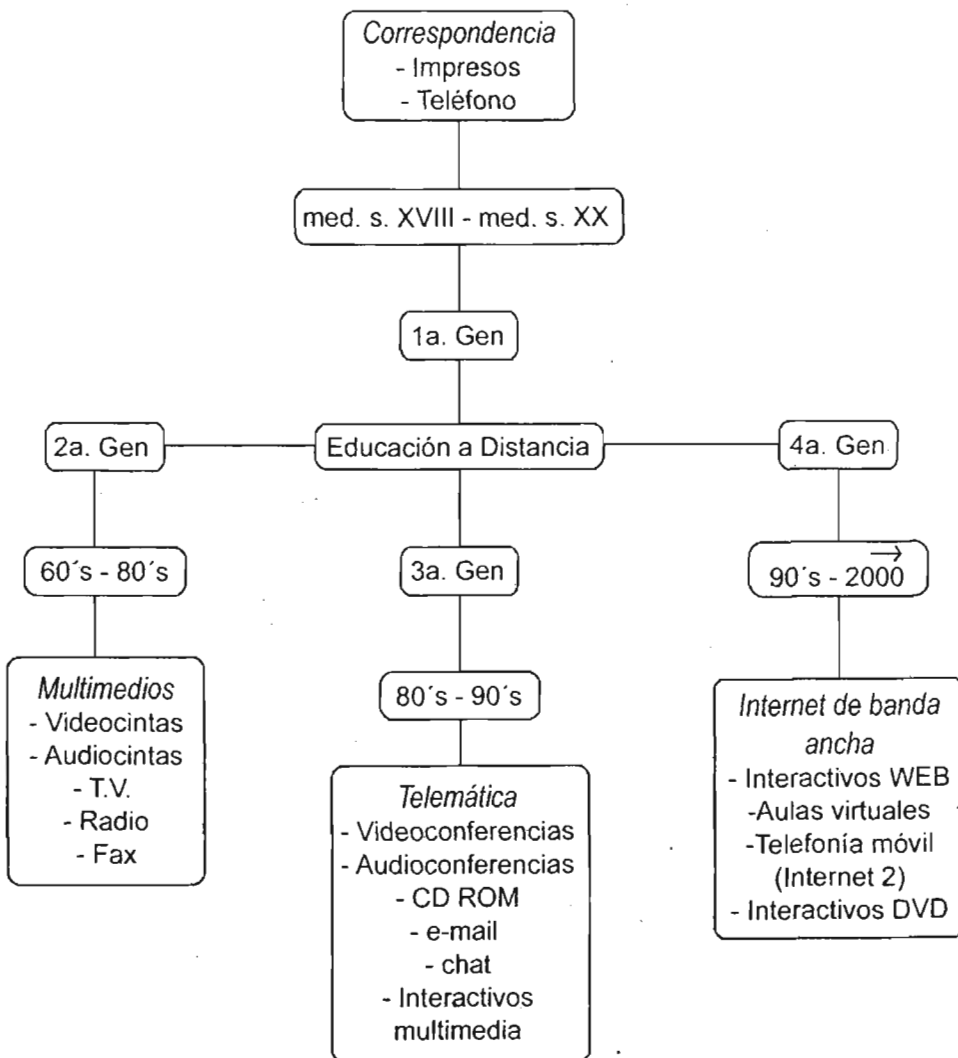 Correspondencia
- Impresos
- Teléfono
med. s. XVIII - med. s. XX
1a. Gen
2a. Gen
Educación a Distancia
4a. Gen
60´s - 80´s
3a. Gen
90´s - 2000
Multimedios
- Videocintas
- Audiocintas
- T.V.
- Radio
- Fax
80´s - 90´s
Telemática
- Videoconferencias
- Audioconferencias
- CD ROM
- e-mail
- chat
- Interactivos
multimedia
Internet de banda
ancha
- Interactivos WEB
-Aulas virtuales
-Telefonía móvil
(Internet 2)
- Interactivos DVD